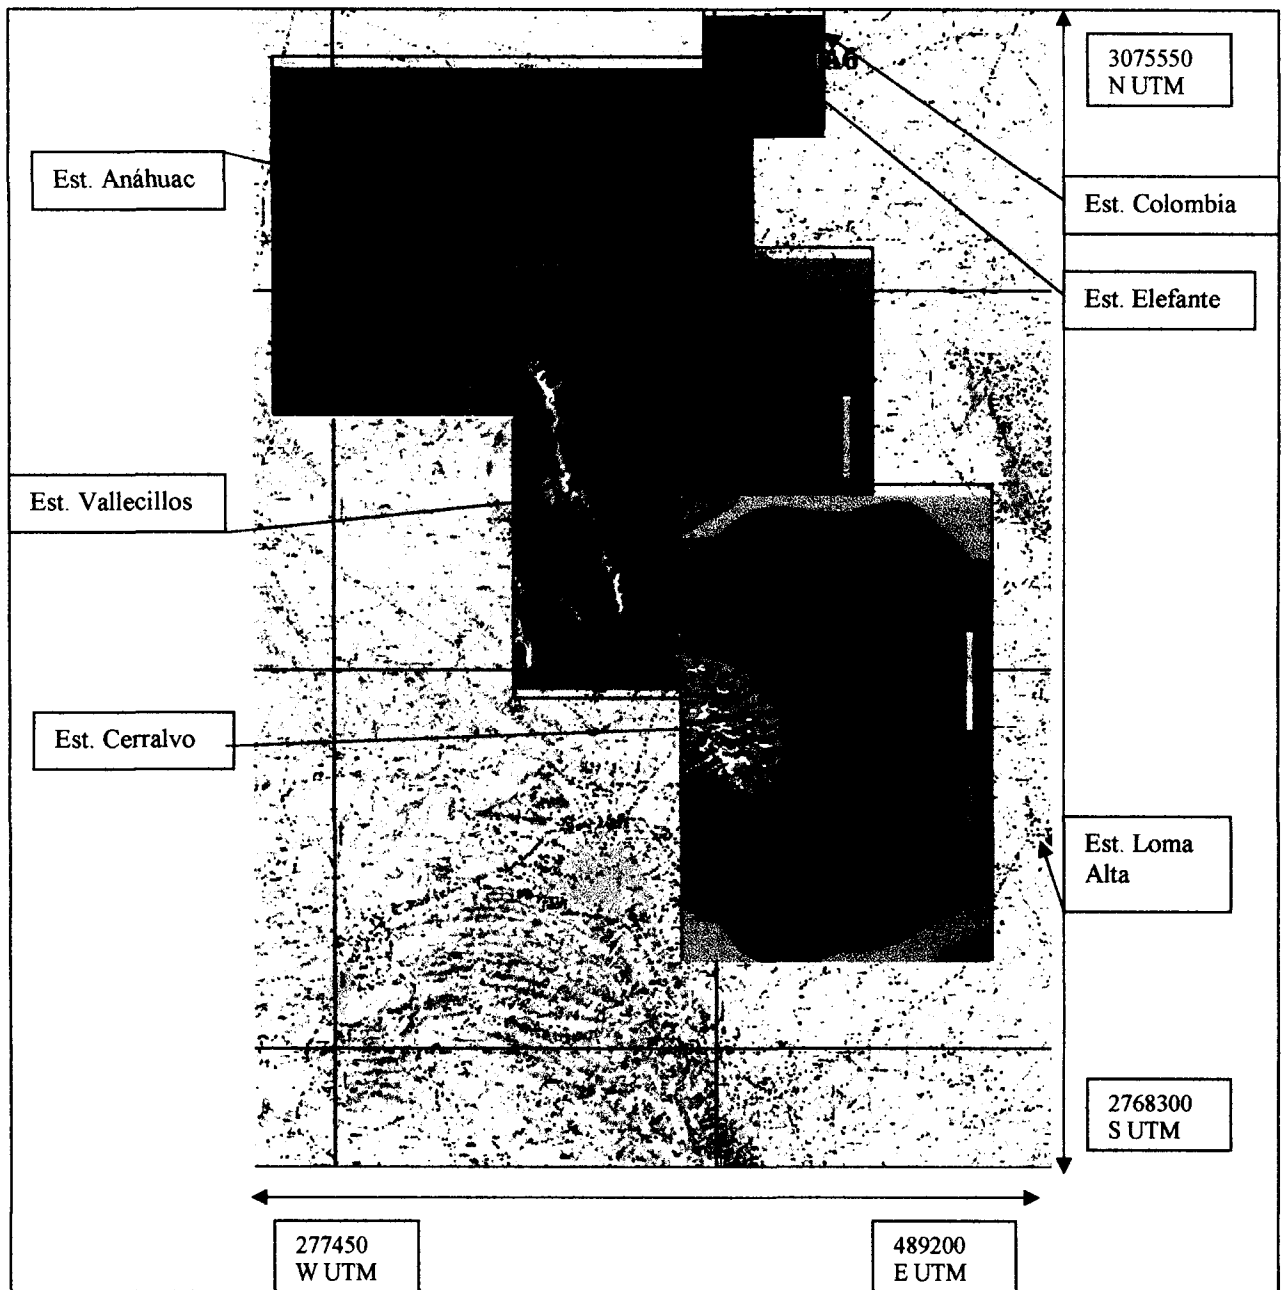 3075550
N UTM
Est. Anáhuac
Est. Colombia
Est. Elefante
Est. Vallecillos
Est. Cerralvo
Est. Loma
Alta
2768300
S UTM
277450
W UTM
489200
E UTM